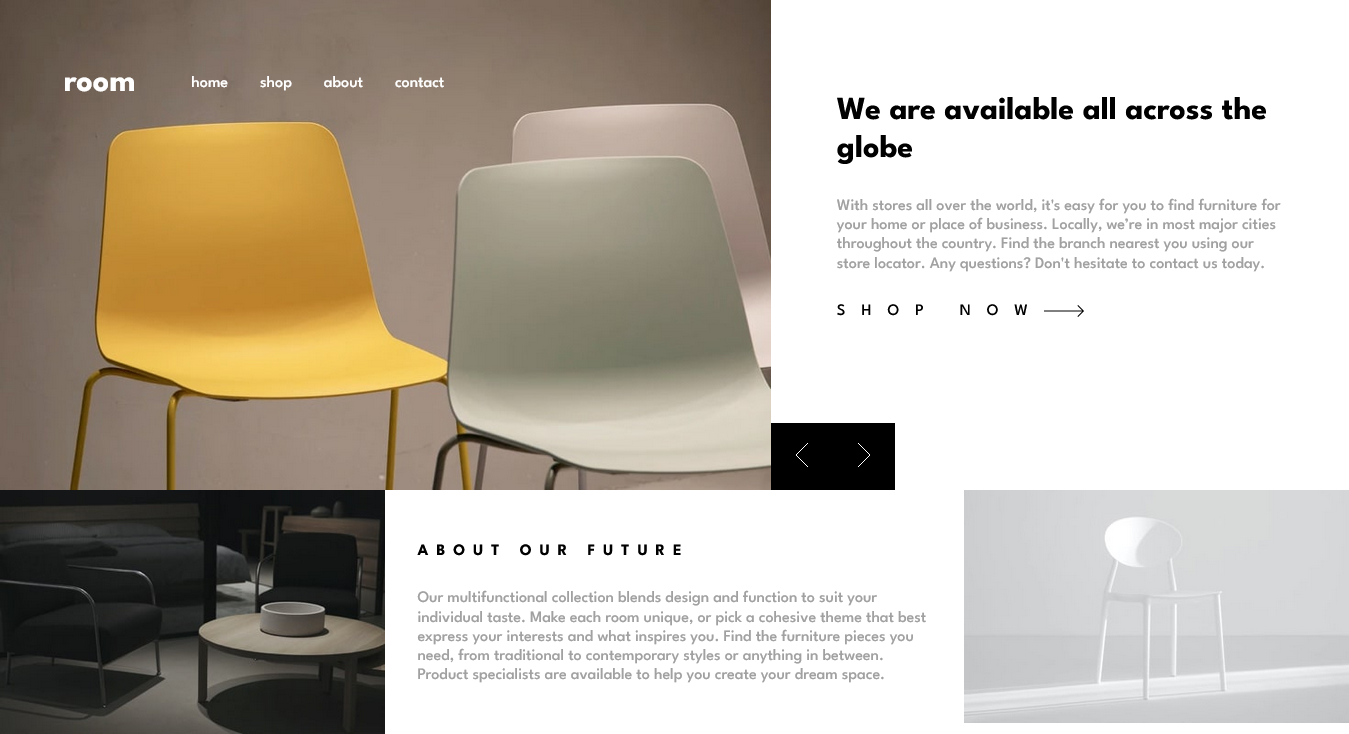 room
home shop about contact
We are available all across the
globe
With stores all over the world, it's easy for you to find furniture for
your home or place of business. Locally, we’re in most major cities
throughout the country. Find the branch nearest you using our
store locator. Any questions? Don't hesitate to contact us today.
SHOP NOW
ABOUT OUR FUTURE
Our multifunctional collection blends design and function to suit your
individual taste. Make each room unique, or pick a cohesive theme that best
express your interests and what inspires you. Find the furniture pieces you
need, from traditional to contemporary styles or anything in between.
Product specialists are available to help you create your dream space.